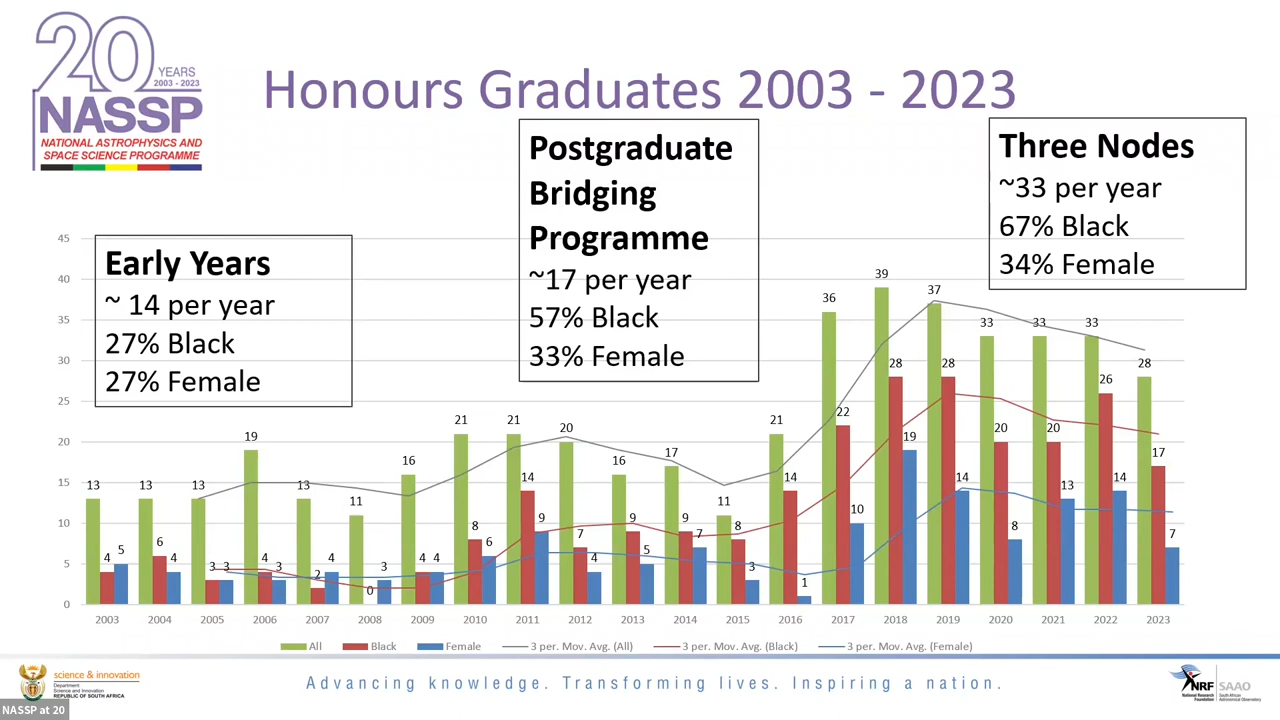 20
YEARS
2003 - 2023
NASSP
NATIONAL ASTROPHYSICS AND
SPACE SCIENCE PROGRAMME
Honours Graduates 2003 - 2023
Early Years
~ 14 per year
27% Black
27% Female
Postgraduate
Bridging
Programme
~17 per year
57% Black
33% Female
Three Nodes
~33 per year
67% Black
34% Female
45
40
35
30
25
20
15
10
5
0
13 4 5
13 6 4
13 3 3
19 4 3
13 2 4
11 0 3
16 4 4
21 8 6
21 14 9
20 7 4
16 9 5
17 9 7
11 8 3
21 14 1
36 22 10
39 28 19
37 28 14
33 20 8
33 20 13
33 26 14
28 17 7
2003 2004 2005 2006 2007 2008 2009 2010 2011 2012 2013 2014 2015 2016 2017 2018 2019 2020 2021 2022 2023
All Black Female 3 per. Mov. Avg. (All) 3 per. Mov. Avg. (Black) 3 per. Mov. Avg. (Female)
science & innovation
Department:
Science and Innovation
REPUBLIC OF SOUTH AFRICA
Advancing knowledge. Transforming lives. Inspiring a nation.
NRF SAAO
National Research
Foundation
South African
Astronomical Observatory
NASSP at 20